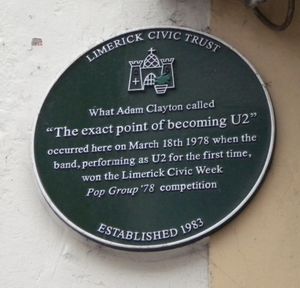 LIMERICK CIVIC TRUST
What Adam Clayton called
"The exact point of becoming U2"
occurred here on March 18th 1978 when the
band, performing as U2 for the first time,
won the Limerick Civic Week
Pop Group '78 competition
ESTABLISHED 1983